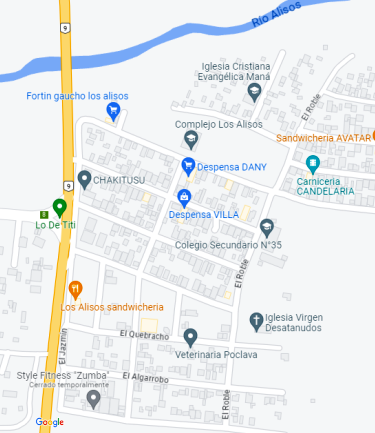 Río Alisos
9
Iglesia Cristiana
Evangélica Maná
Fortin gaucho los alisos
El Roble
Complejo Los Alisos
Sandwicheria AVATAR
Despensa DANY
CHAKITUSU
Carniceria
CANDELARIA
9
Despensa VILLA
Lo De Titi
Colegio Secundario N°35
El Roble
Los Alisos sandwicheria
Iglesia Virgen
Desatanudos
El Jazmín
El Quebracho
Veterinaria Poclava
Style Fitness "Zumba"
Cerrado temporalmente
El Algarrobo
El Roble
Google